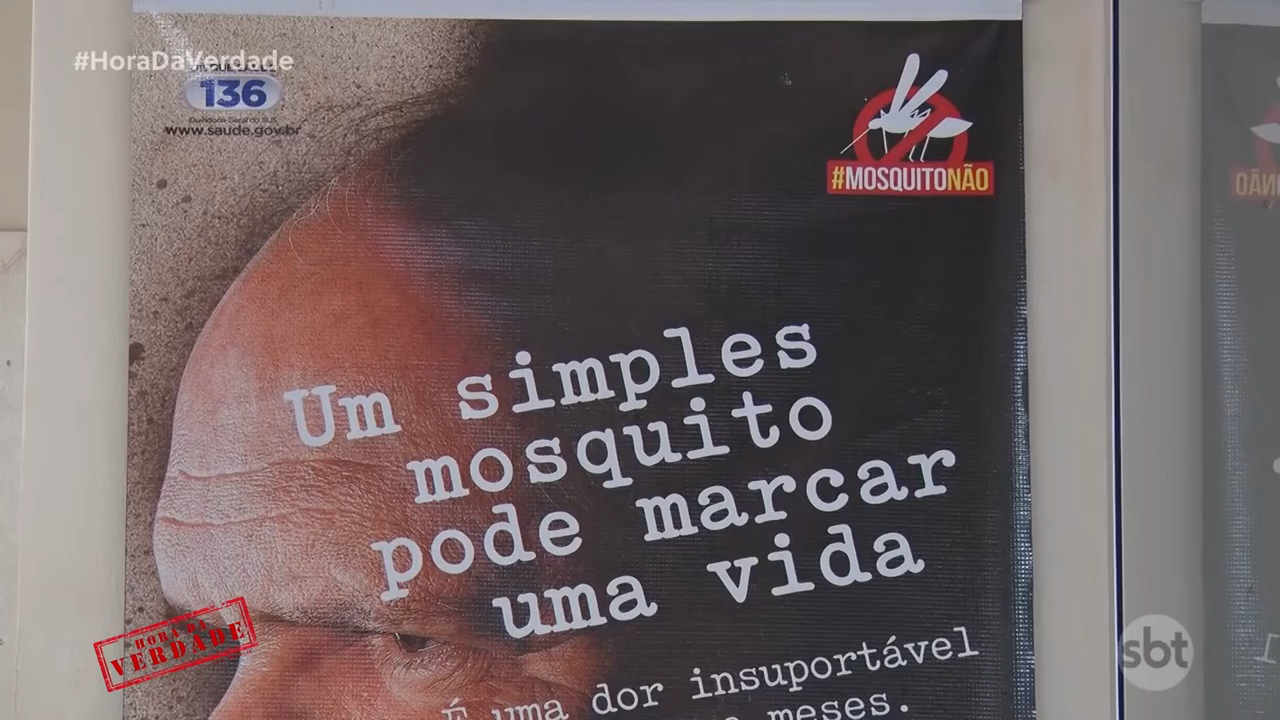 #HoraDaVerdade
136
Ouvidoria Geral do SUS
www.saude.gov.br
#MOSQUITONÃO
Um simples
mosquito
pode marcar
uma vida
É uma dor insuportável
meses.
HORA DA
VERDADE
sbt